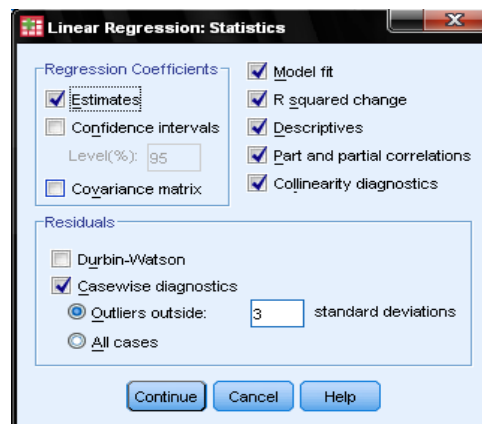 Linear Regression: Statistics
Regression Coefficients
Estimates
Confidence intervals
Level(%): 95
Covariance matrix
Model fit
R squared change
Descriptives
Part and partial correlations
Collinearity diagnostics
Residuals
Durbin-Watson
Casewise diagnostics
Outliers outside: 3 standard deviations
All cases
Continue Cancel Help